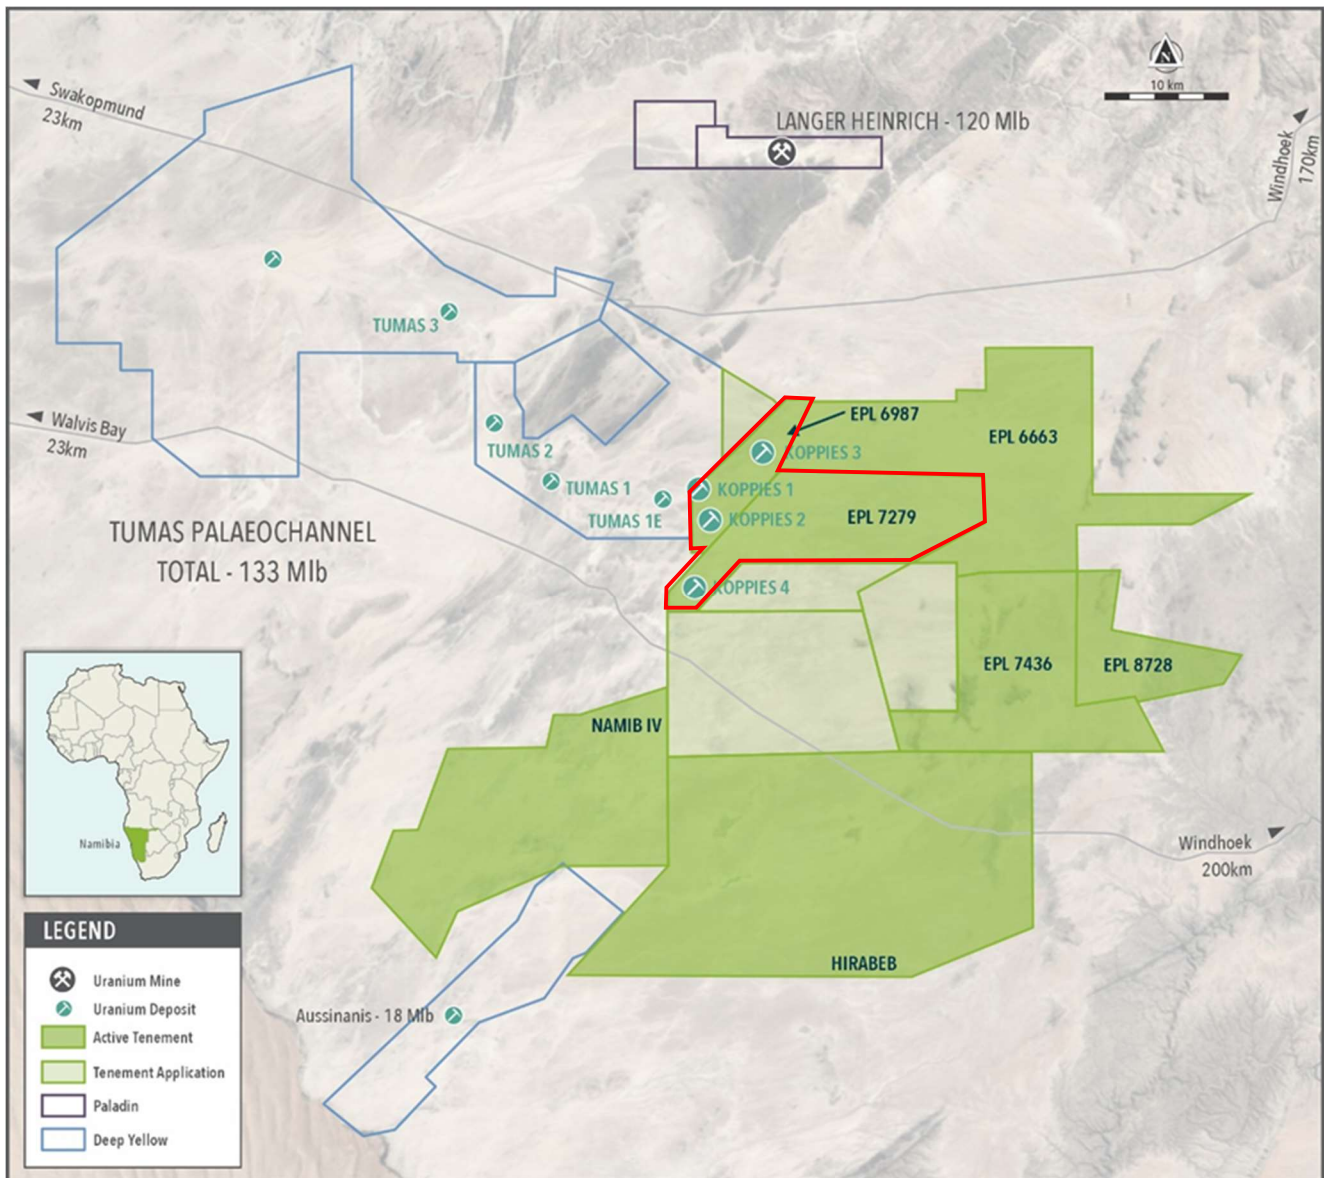 Swakopmund
23km
N
10 km
LANGER HEINRICH - 120 Mlb
Windhoek
170km
TUMAS 3
Walvis Bay
23km
EPL 6987
EPL 6663
TUMAS 2
KOPPIES 3
TUMAS 1
KOPPIES 1
TUMAS 1E
KOPPIES 2
EPL 7279
TUMAS PALAEOCHANNEL
TOTAL - 133 Mlb
KOPPIES 4
EPL 7436
EPL 8728
NAMIB IV
Namibia
Windhoek
200km
HIRABEB
Aussinanis - 18 Mlb
LEGEND
Uranium Mine
Uranium Deposit
Active Tenement
Tenement Application
Paladin
Deep Yellow